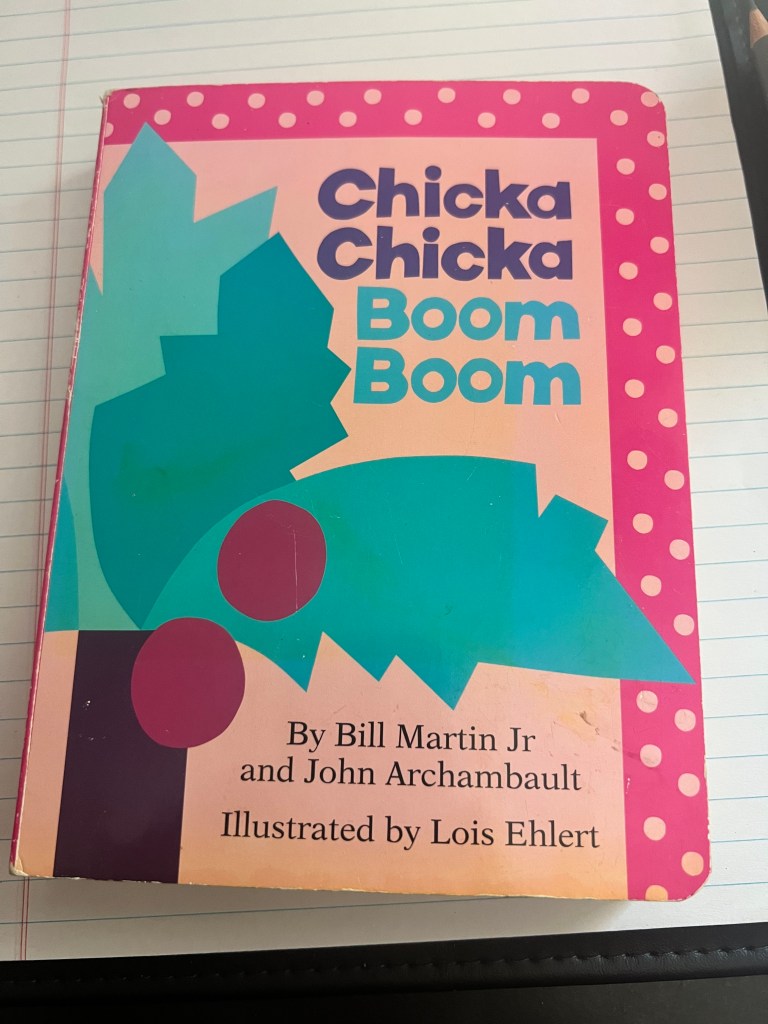 Chicka
Chicka
Boom
Boom
By Bill Martin Jr
and John Archambault
Illustrated by Lois Ehlert